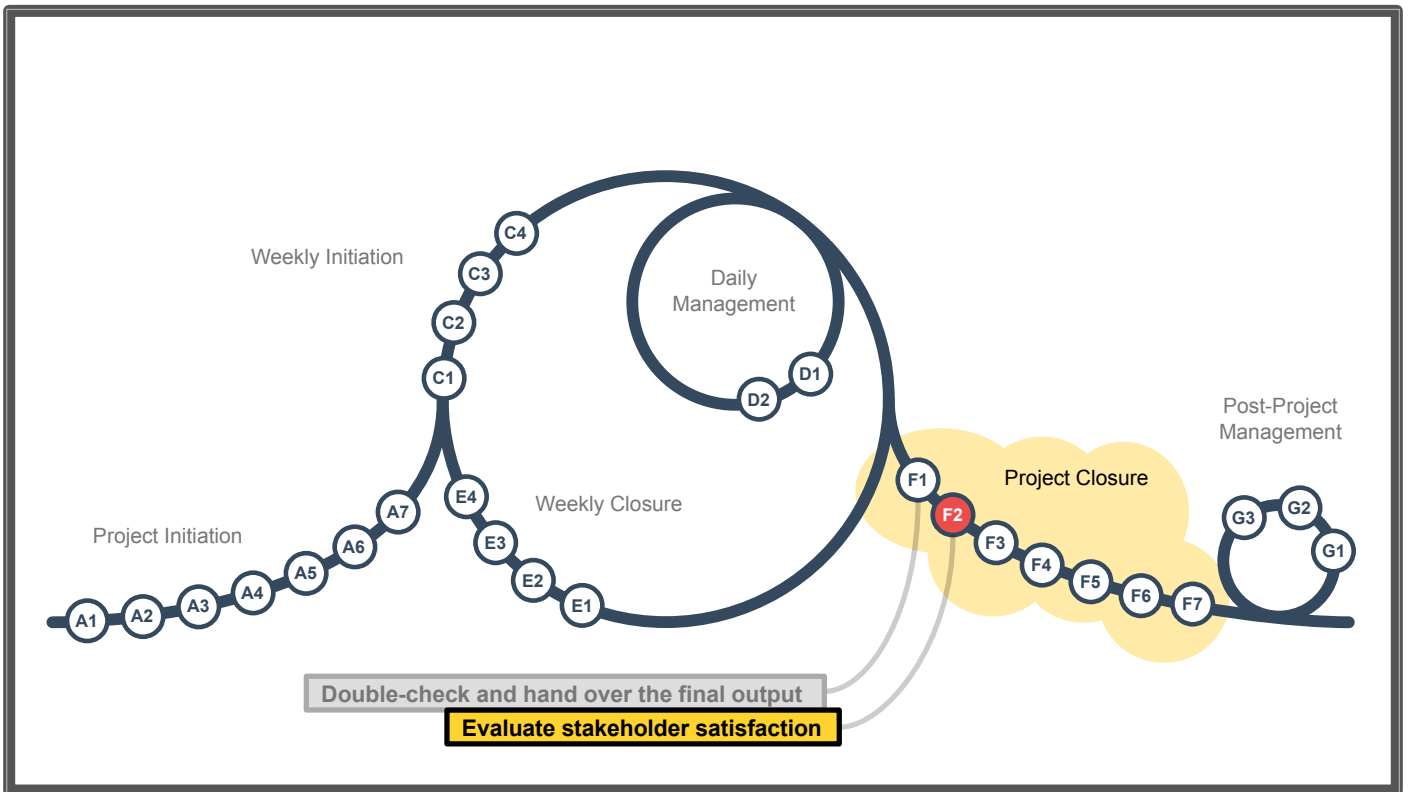 C4
Weekly Initiation
C3
Daily
Management
C2
D1
C1
D2
Post-Project
Management
Project Closure
F1
E4
Weekly Closure
A7
F2
G3
G2
Project Initiation
E3
A6
F3
G1
A5
E2
F4
A4
E1
F5
A3
F6
A2
F7
A1
Double-check and hand over the final output
Evaluate stakeholder satisfaction